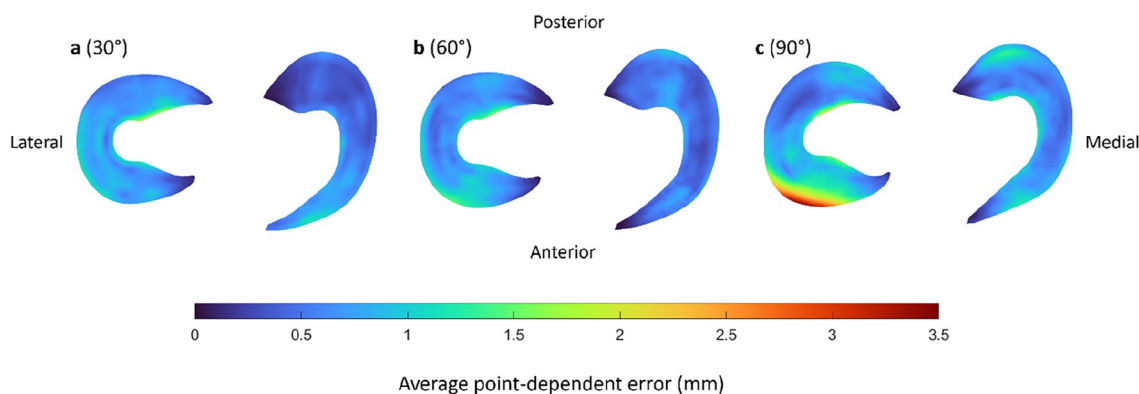 Posterior
a (30°)
b (60°)
c (90°)
Lateral
Medial
Anterior
0 0.5 1 1.5 2 2.5 3 3.5
Average point-dependent error (mm)